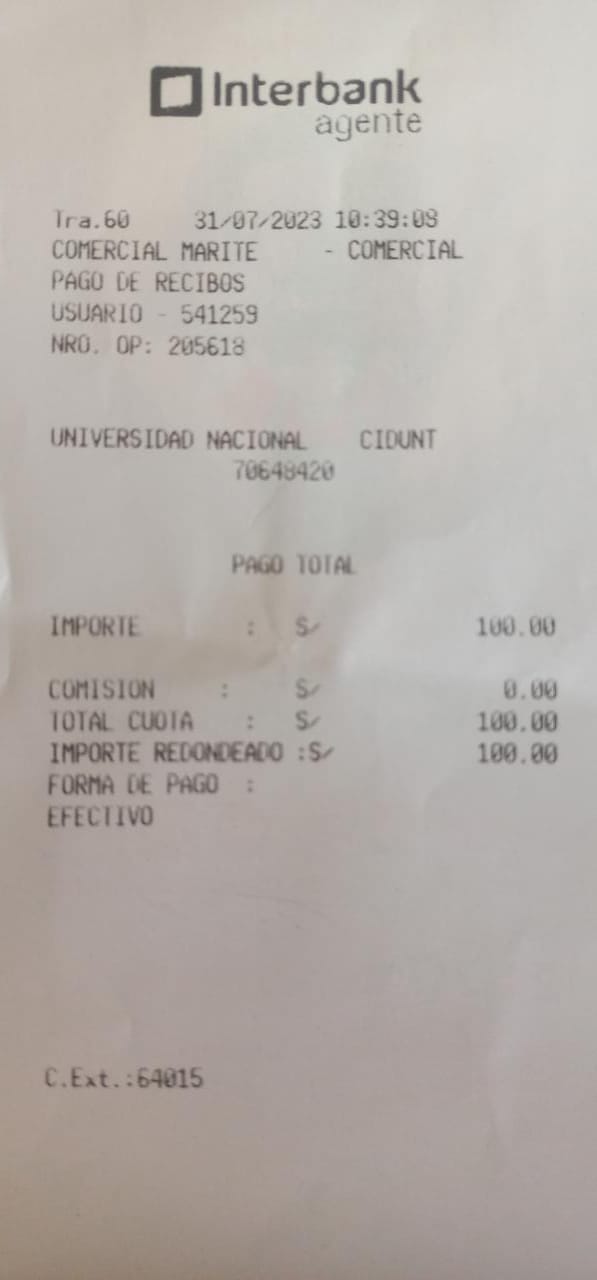 Interbank
agente
Tra.60 31/07/2023 10:39:08
COMERCIAL MARITE - COMERCIAL
PAGO DE RECIBOS
USUARIO - 541259
NRO. OP: 205618
UNIVERSIDAD NACIONAL CIDUNT
70648420
PAGO TOTAL
IMPORTE : S/ 100.00
COMISION : S/ 0.00
TOTAL CUOTA : S/ 100.00
IMPORTE REDONDEADO :S/ 100.00
FORMA DE PAGO :
EFECTIVO
C.Ext.:64015